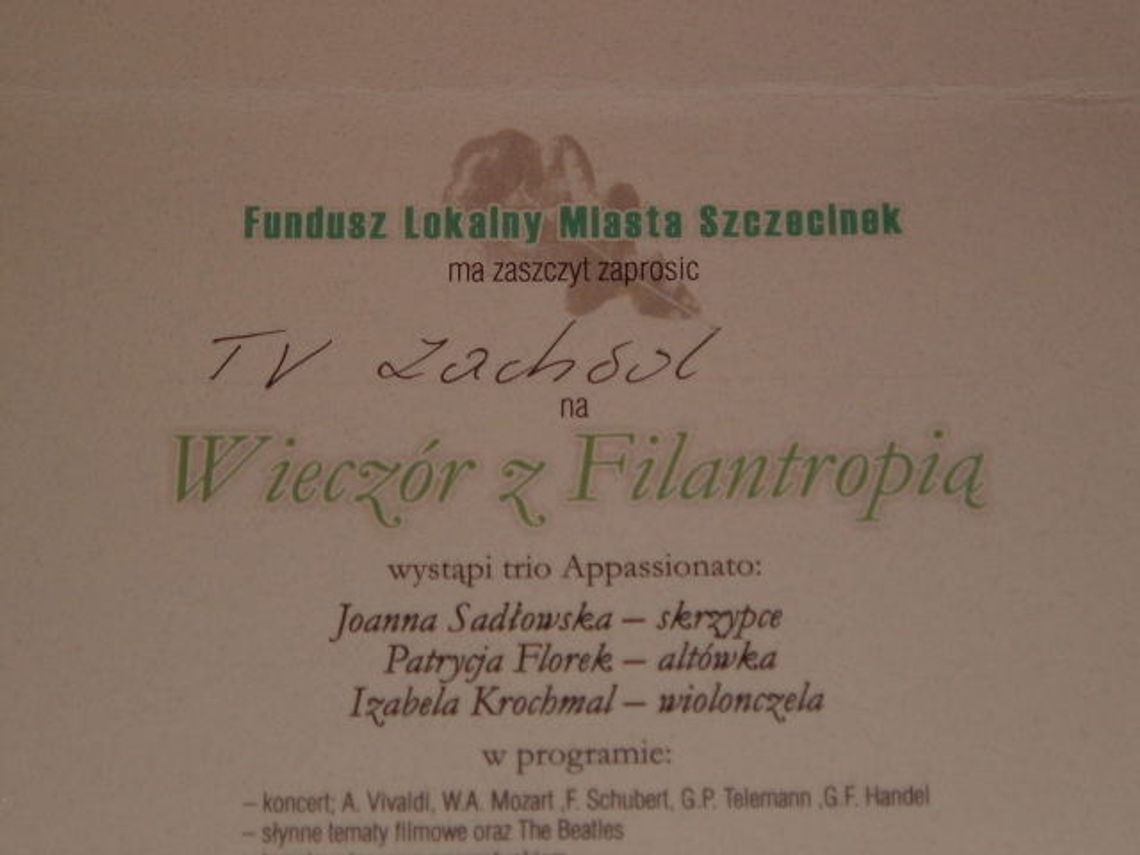 Fundusz Lokalny Miasta Szczecinek
ma zaszczyt zaprosic
TV Zachód
na
Wieczór z Filantropią
wystąpi trio Appassionato:
Joanna Sadłowska – skrzypce
Patrycja Florek – altówka
Izabela Krochmal – wiolonczela
w programie:
– koncert; A. Vivaldi, W.A. Mozart ,F. Schubert, G.P. Telemann ,G.F. Handel
– słynne tematy filmowe oraz The Beatles